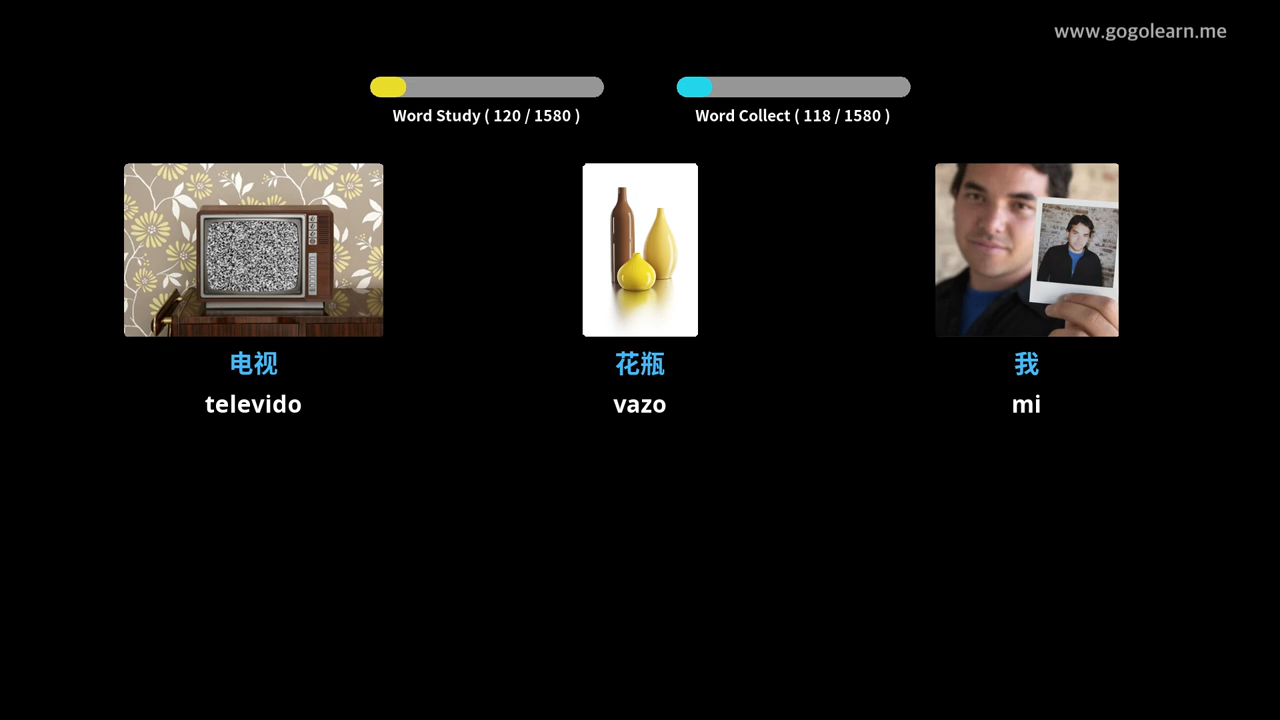 www.gogolearn.me
Word Study ( 120 / 1580 )
Word Collect ( 118 / 1580 )
电视
花瓶
我
televido
vazo
mi